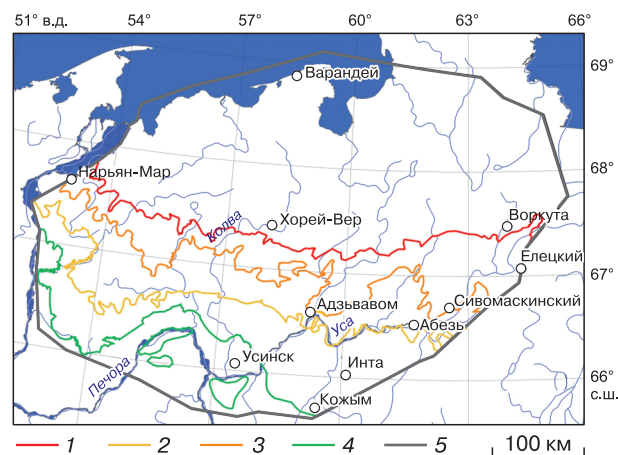 51° в.д. 54° 57° 60° 63° 66°
69°
Варандей
68°
Нарьян-Мар
Колва
Хорей-Вер
Воркута
Елецкий
67°
Адзьвавом
Сивомаскинский
Уса
Абезь
Усинск
Инта
Печора
66°
с.ш.
Кожым
1 2 3 4 5 100 км